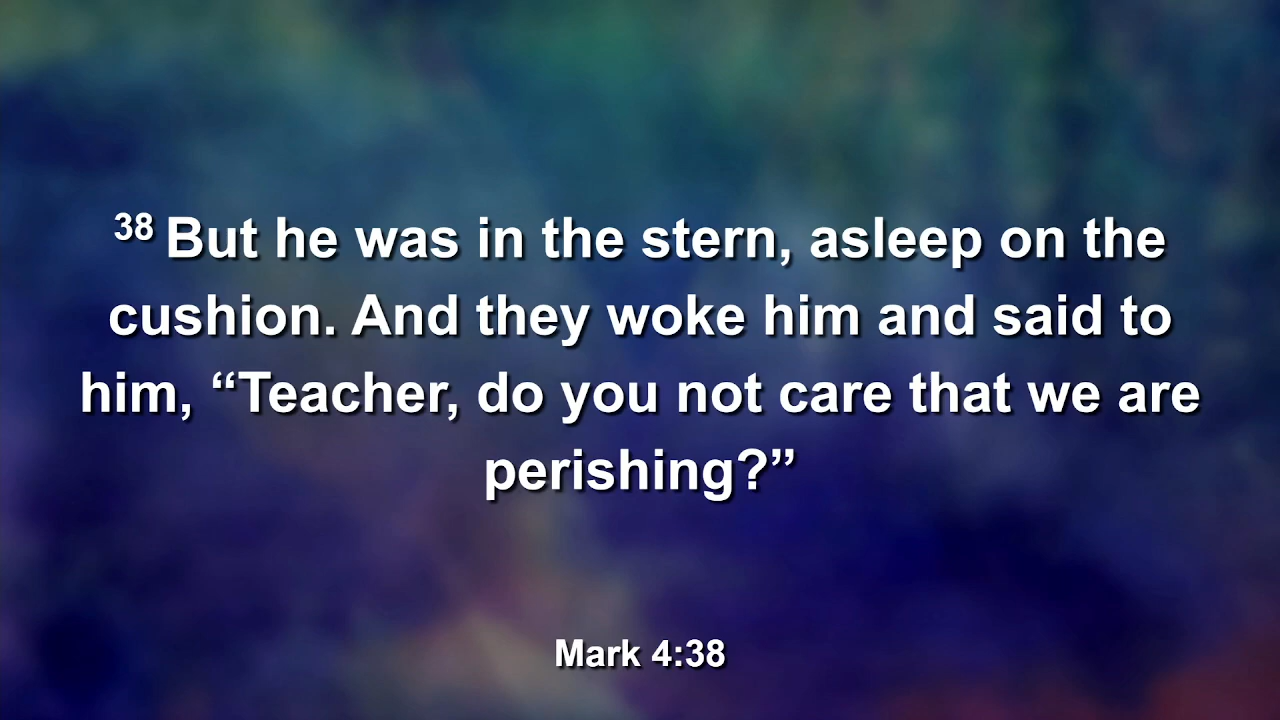 38 But he was in the stern, asleep on the
cushion. And they woke him and said to
him, “Teacher, do you not care that we are
perishing?”
Mark 4:38